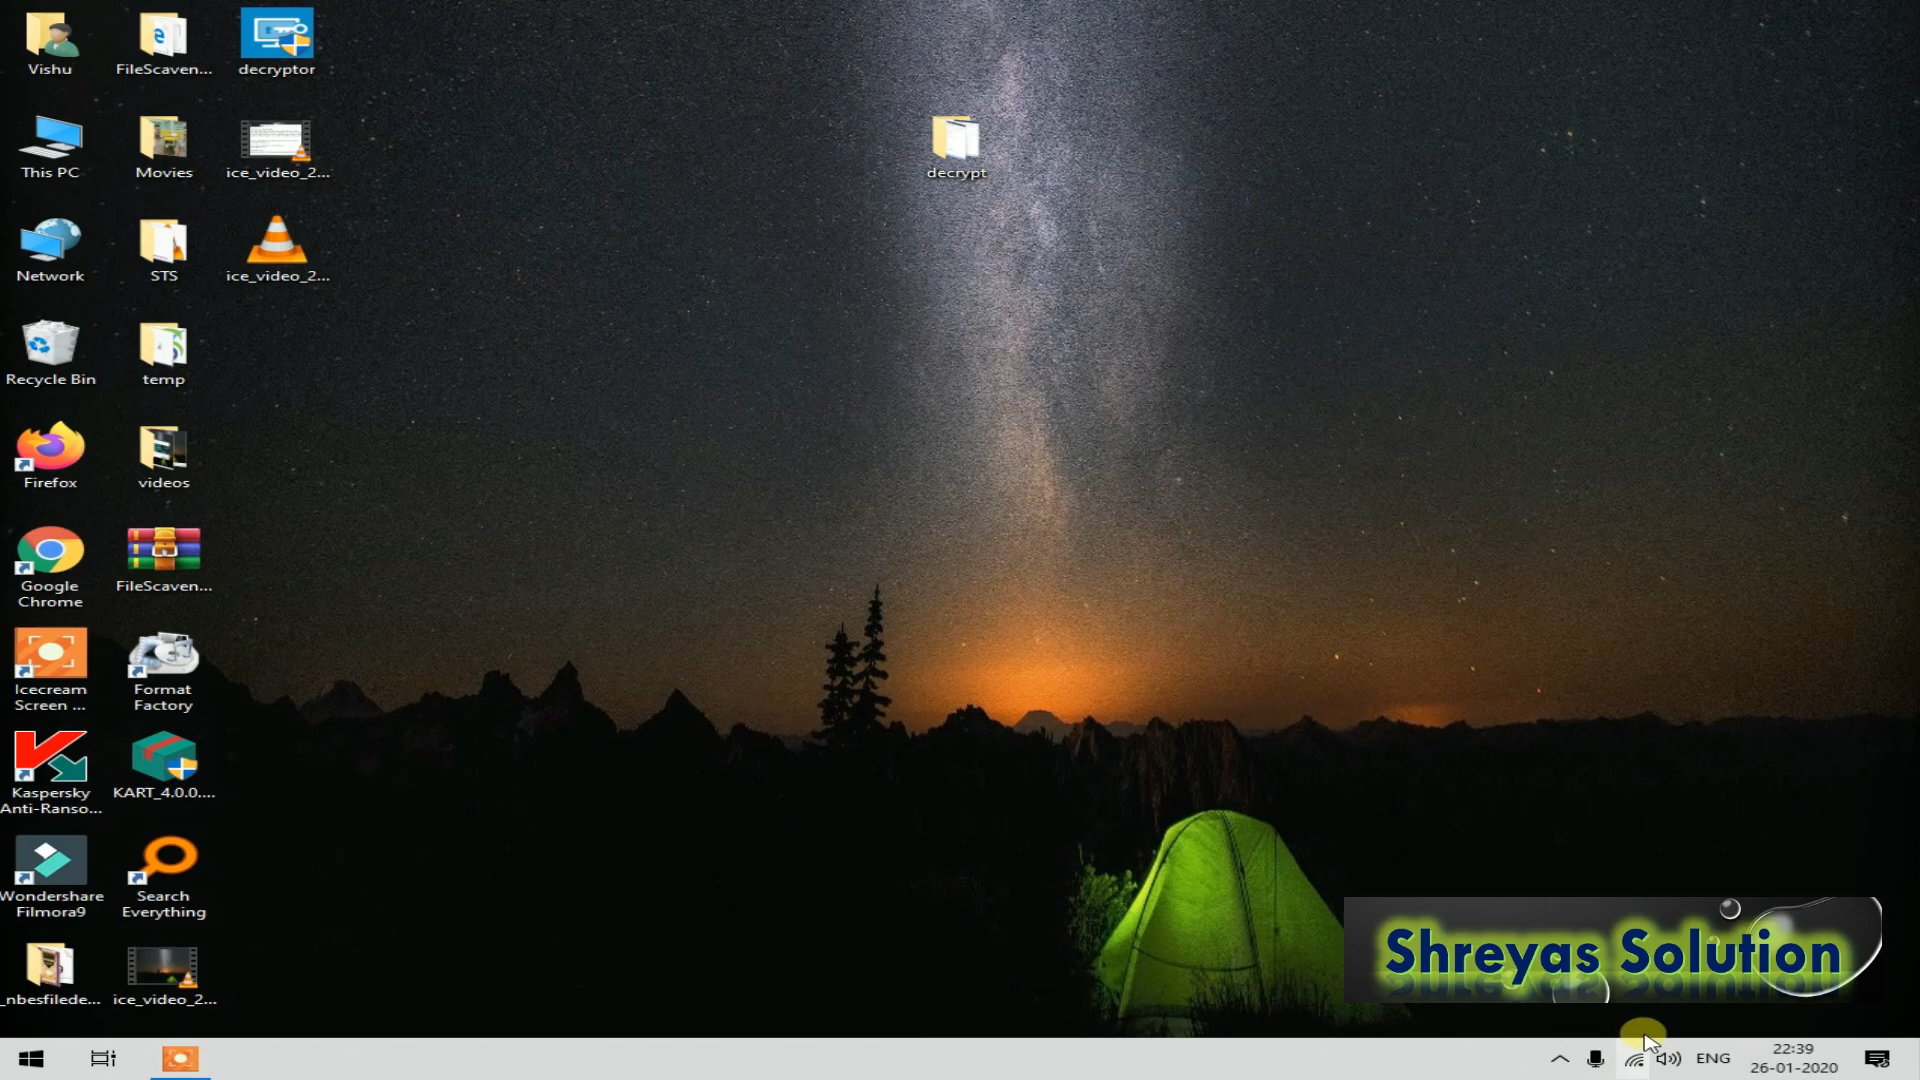 Vishu
FileScaven...
decryptor
This PC
Movies
ice_video_2...
decrypt
Network
STS
ice_video_2...
Recycle Bin
temp
Firefox
videos
Google
Chrome
FileScaven...
Icecream
Screen ...
Format
Factory
Kaspersky
Anti-Ranso...
KART_4.0.0....
Wondershare
Filmora9
Search
Everything
_nbesfilede...
ice_video_2...
Shreyas Solution
ENG
22:39
26-01-2020